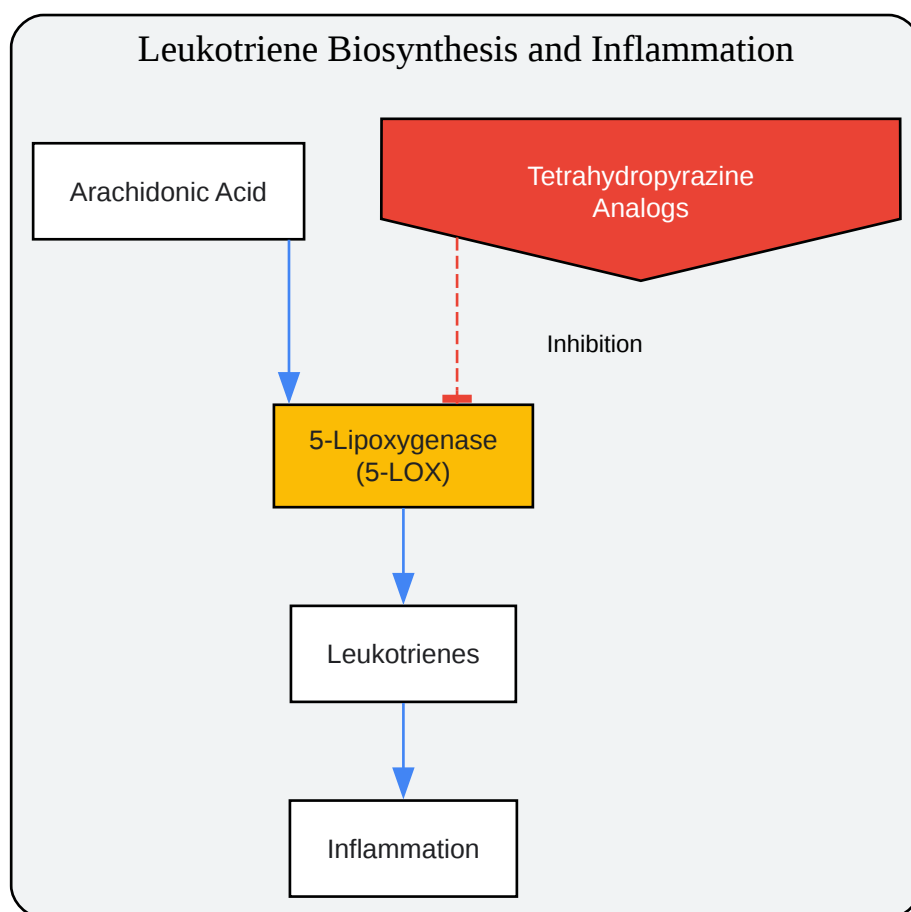 Leukotriene Biosynthesis and Inflammation
Arachidonic Acid
Tetrahydropyrazine
Analogs
Inhibition
5-Lipoxygenase
(5-LOX)
Leukotrienes
Inflammation